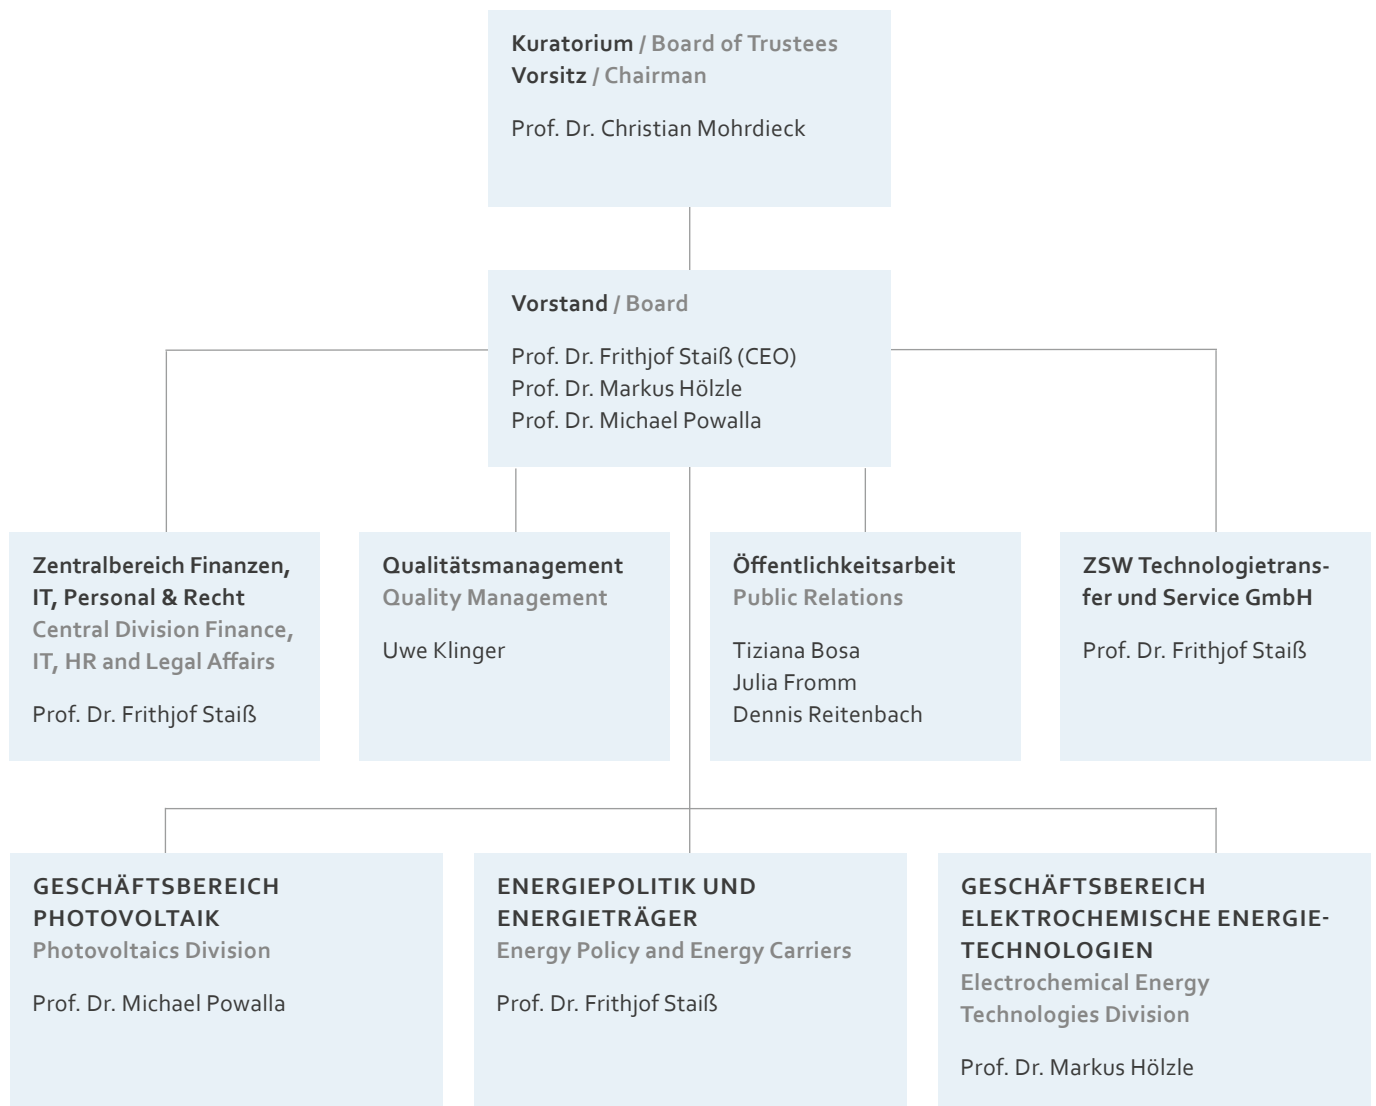 Kuratorium / Board of Trustees
Vorsitz / Chairman
Prof. Dr. Christian Mohrdieck
Vorstand / Board
Prof. Dr. Frithjof Staiß (CEO)
Prof. Dr. Markus Hölzle
Prof. Dr. Michael Powalla
Zentralbereich Finanzen,
IT, Personal & Recht
Central Division Finance,
IT, HR and Legal Affairs
Prof. Dr. Frithjof Staiß
Qualitätsmanagement
Quality Management
Uwe Klinger
Öffentlichkeitsarbeit
Public Relations
Tiziana Bosa
Julia Fromm
Dennis Reitenbach
ZSW Technologietrans-
fer und Service GmbH
Prof. Dr. Frithjof Staiß
GESCHÄFTSBEREICH
PHOTOVOLTAIK
Photovoltaics Division
Prof. Dr. Michael Powalla
ENERGIEPOLITIK UND
ENERGIETRÄGER
Energy Policy and Energy Carriers
Prof. Dr. Frithjof Staiß
GESCHÄFTSBEREICH
ELEKTROCHEMISCHE ENERGIE-
TECHNOLOGIEN
Electrochemical Energy
Technologies Division
Prof. Dr. Markus Hölzle